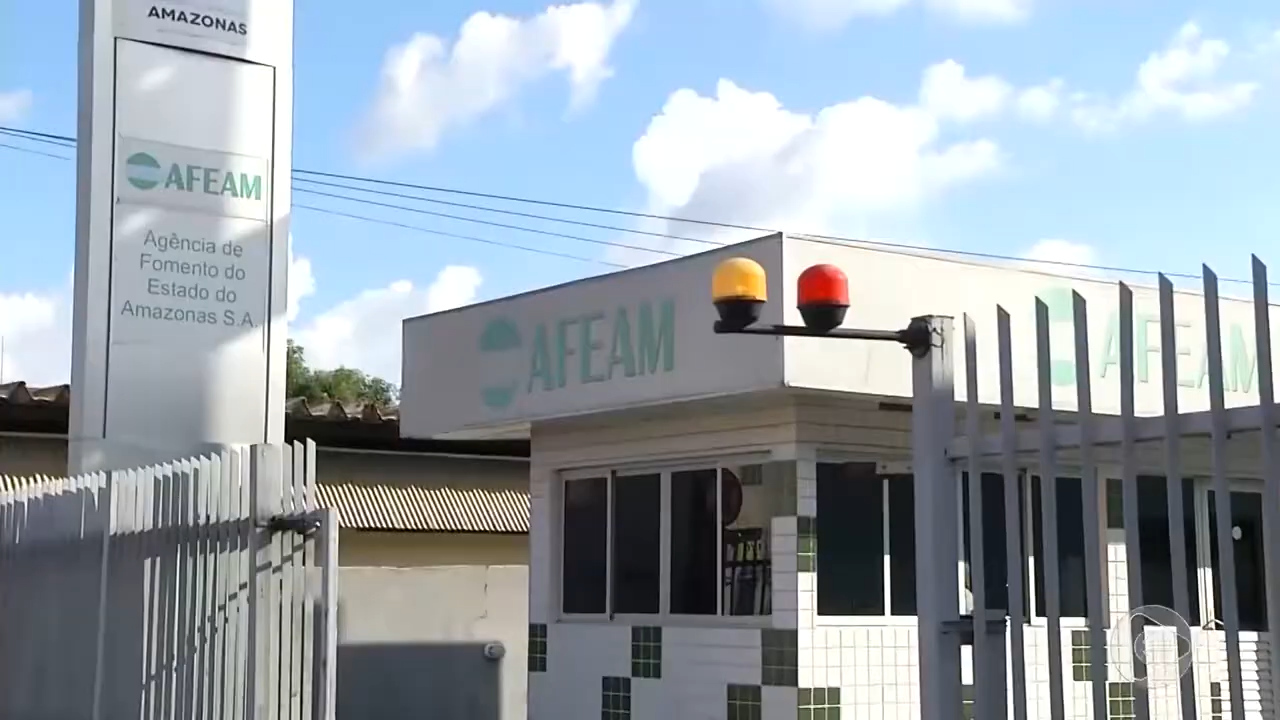 AMAZONAS
AFEAM
Agência de
Fomento do
Estado do
Amazonas S.A.
AFEAM
AFEAM